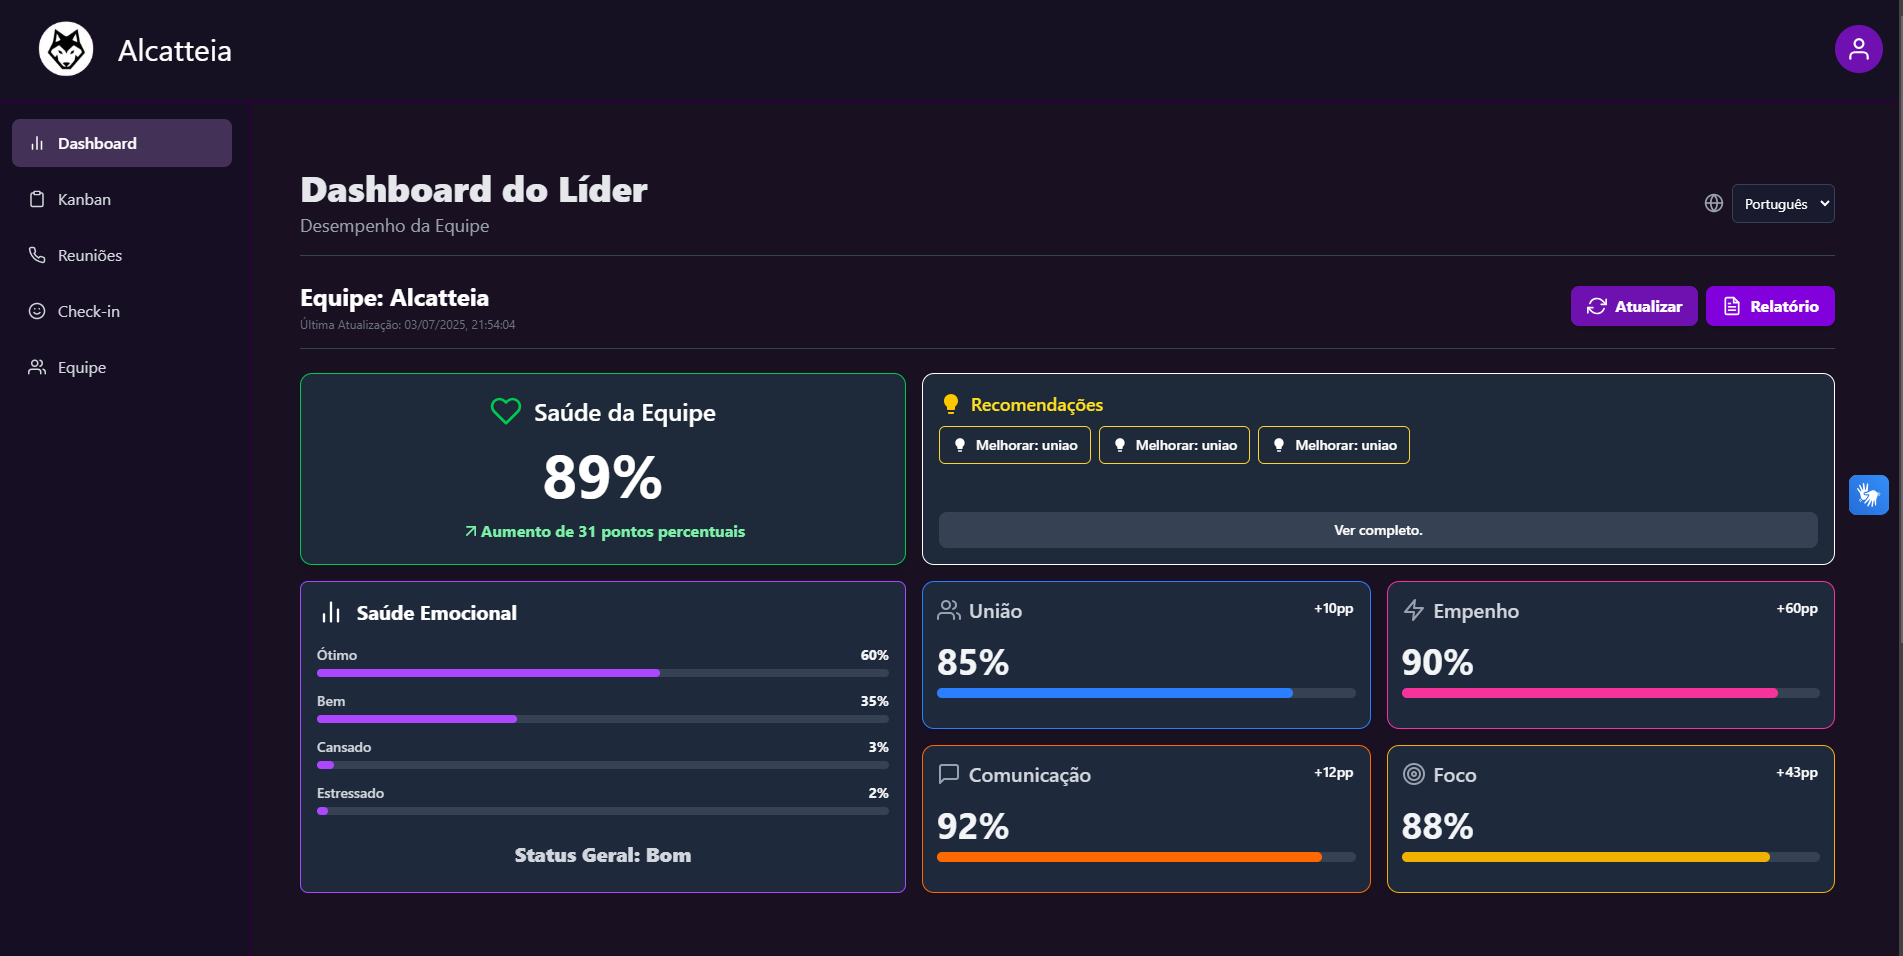 Alcatteia
Dashboard
Kanban
Reuniões
Check-in
Equipe
Dashboard do Líder
Desempenho da Equipe
Português
Equipe: Alcatteia
Última Atualização: 03/07/2025, 21:54:04
Atualizar
Relatório
Saúde da Equipe
89%
Aumento de 31 pontos percentuais
Recomendações
Melhorar: uniao Melhorar: uniao Melhorar: uniao
Ver completo.
Saúde Emocional
Ótimo 60%
Bem 35%
Cansado 3%
Estressado 2%
Status Geral: Bom
União +10pp
85%
Empenho +60pp
90%
Comunicação +12pp
92%
Foco +43pp
88%